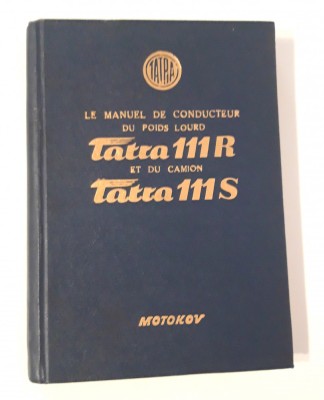 TATRA
LE MANUEL DE CONDUCTEUR
DU POIDS LOURD
Tatra 111 R
ET DU CAMION
Tatra 111 S
MOTOKOV